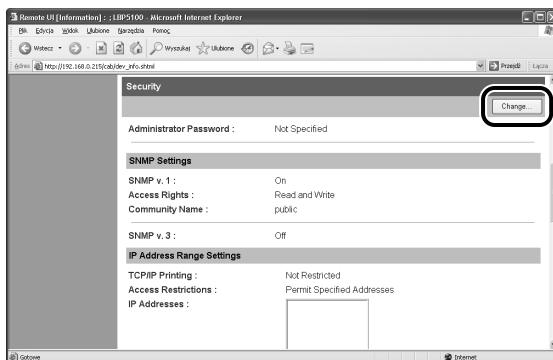 Remote UI [Information] : ; LBP5100 - Microsoft Internet Explorer
Plik Edycja Widok Ulubione Narzędzia Pomoc
Wstecz Wyszukaj Ulubione
Adres http://192.168.0.215/cab/dev_info.shtml Przejdź Łącza
Security
Change...
Administrator Password : Not Specified
SNMP Settings
SNMP v. 1 : On
Access Rights : Read and Write
Community Name : public
SNMP v. 3 : Off
IP Address Range Settings
TCP/IP Printing : Not Restricted
Access Restrictions : Permit Specified Addresses
IP Addresses :
Gotowe Internet